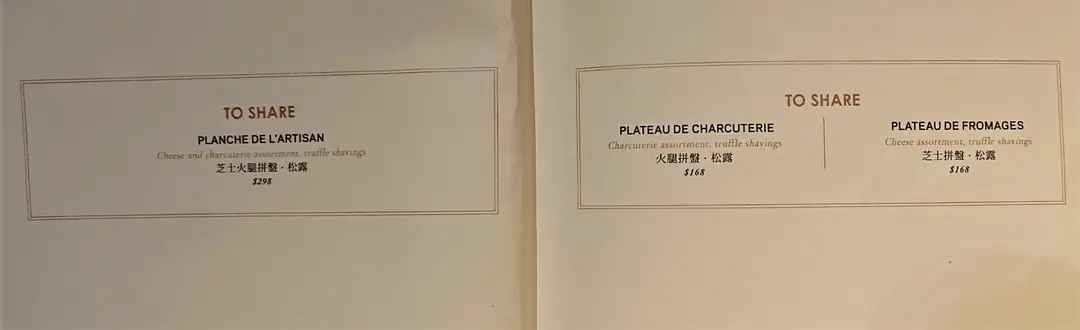 TO SHARE
PLANCHE DE L'ARTISAN
Cheese and charcuterie assortment, truffle shavings
芝士火腿拼盤 · 松露
$298
TO SHARE
PLATEAU DE CHARCUTERIE
Charcuterie assortment, truffle shavings
火腿拼盤 · 松露
$168
PLATEAU DE FROMAGES
Cheese assortment, truffle shavings
芝士拼盤 · 松露
$168